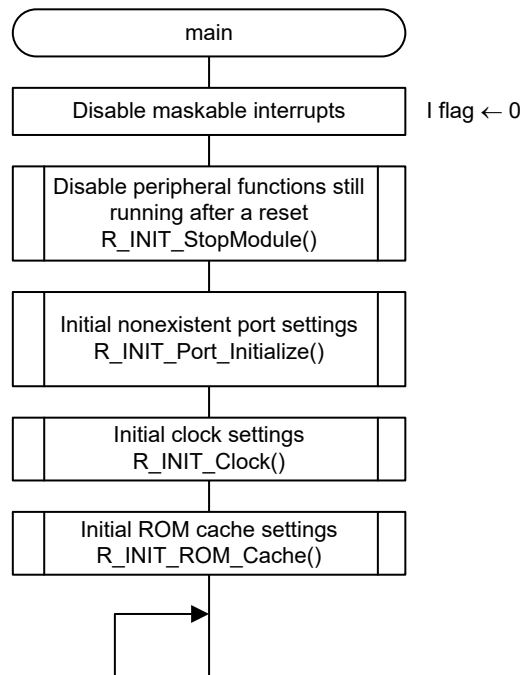 main
Disable maskable interrupts
I flag ← 0
Disable peripheral functions still
running after a reset
R_INIT_StopModule()
Initial nonexistent port settings
R_INIT_Port_Initialize()
Initial clock settings
R_INIT_Clock()
Initial ROM cache settings
R_INIT_ROM_Cache()